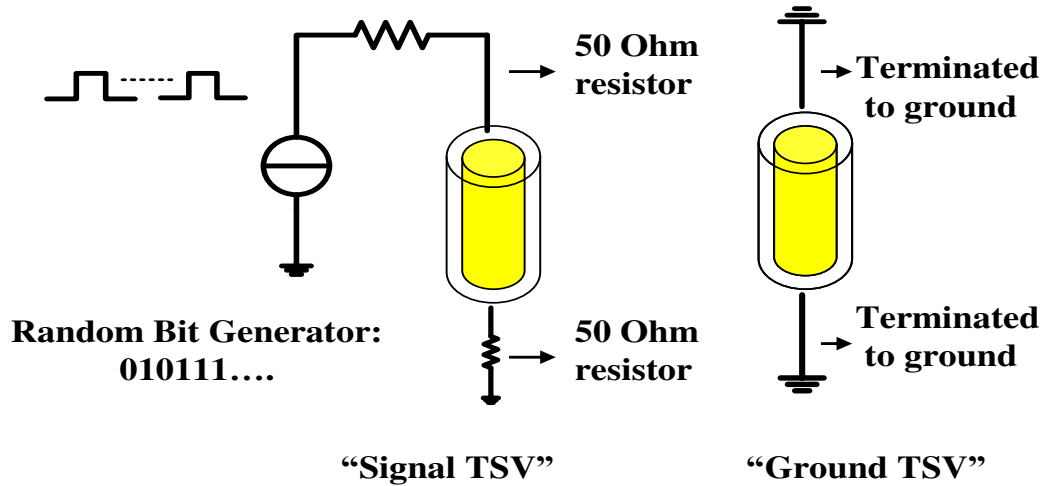 50 Ohm
resistor
Terminated
to ground
Random Bit Generator:
010111….
50 Ohm
resistor
Terminated
to ground
“Signal TSV”
“Ground TSV”